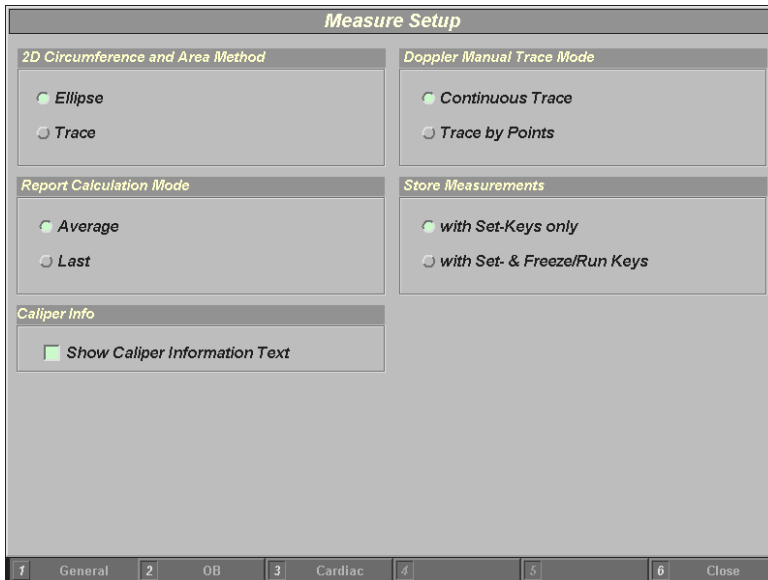 Measure Setup
2D Circumference and Area Method
Ellipse
Trace
Doppler Manual Trace Mode
Continuous Trace
Trace by Points
Report Calculation Mode
Average
Last
Store Measurements
with Set-Keys only
with Set- & Freeze/Run Keys
Caliper Info
Show Caliper Information Text
1 General 2 OB 3 Cardiac 4 5 6 Close